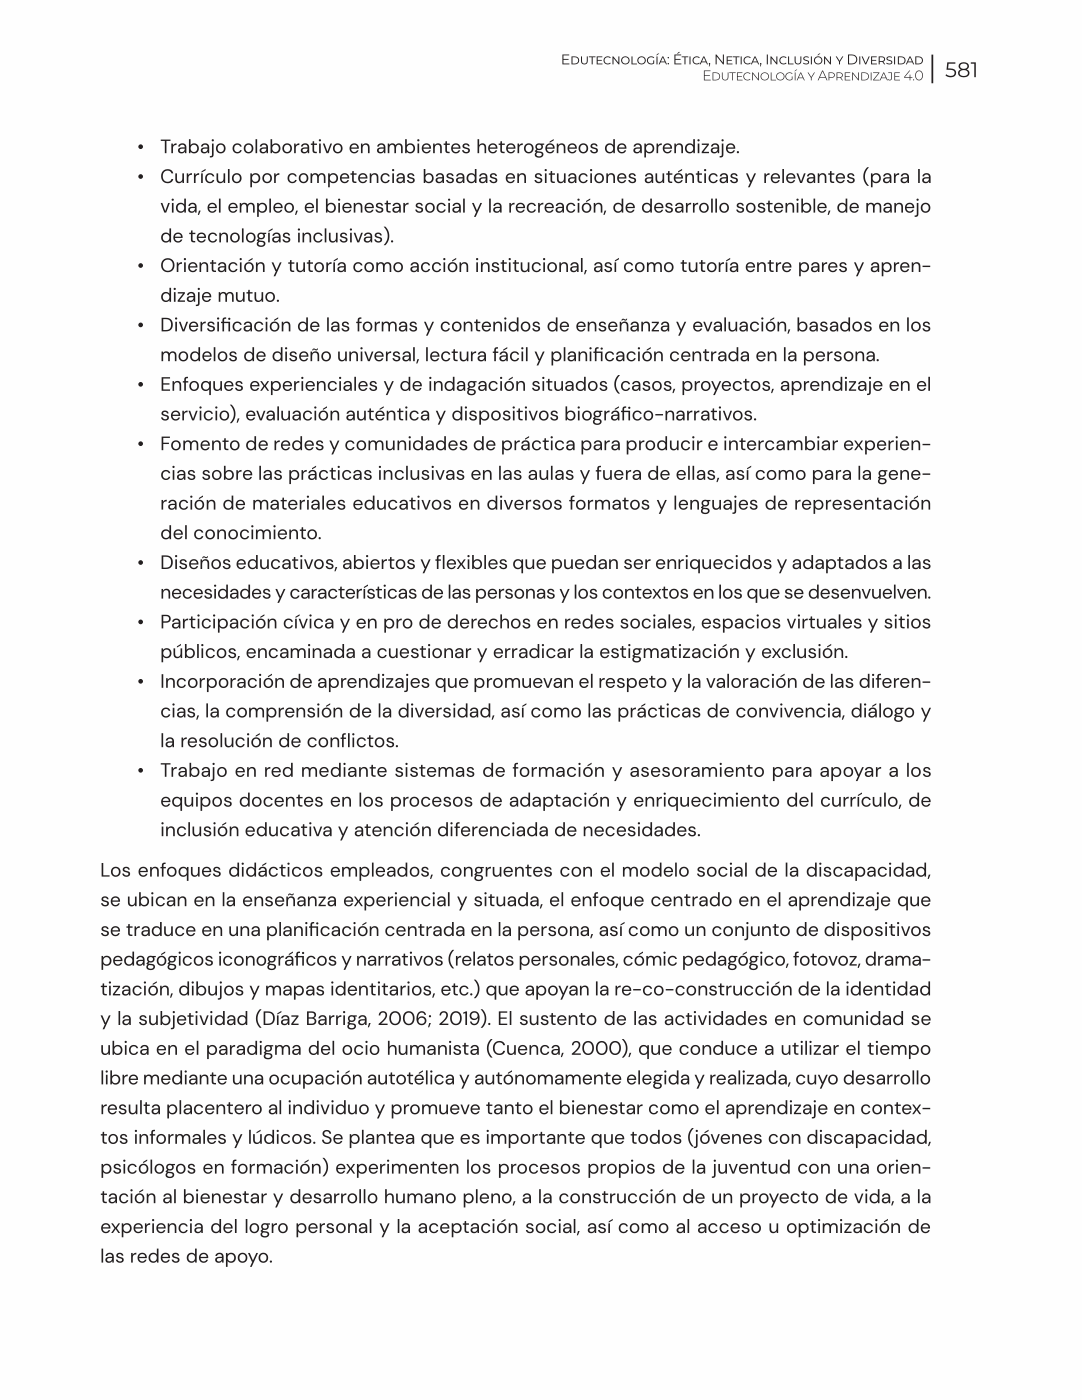 Edutecnología: Ética, Netica, Inclusión y Diversidad
Edutecnología y Aprendizaje 4.0
581
• Trabajo colaborativo en ambientes heterogéneos de aprendizaje.
• Currículo por competencias basadas en situaciones auténticas y relevantes (para la
vida, el empleo, el bienestar social y la recreación, de desarrollo sostenible, de manejo
de tecnologías inclusivas).
• Orientación y tutoría como acción institucional, así como tutoría entre pares y apren-
dizaje mutuo.
• Diversificación de las formas y contenidos de enseñanza y evaluación, basados en los
modelos de diseño universal, lectura fácil y planificación centrada en la persona.
• Enfoques experienciales y de indagación situados (casos, proyectos, aprendizaje en el
servicio), evaluación auténtica y dispositivos biográfico-narrativos.
• Fomento de redes y comunidades de práctica para producir e intercambiar experien-
cias sobre las prácticas inclusivas en las aulas y fuera de ellas, así como para la gene-
ración de materiales educativos en diversos formatos y lenguajes de representación
del conocimiento.
• Diseños educativos, abiertos y flexibles que puedan ser enriquecidos y adaptados a las
necesidades y características de las personas y los contextos en los que se desenvuelven.
• Participación cívica y en pro de derechos en redes sociales, espacios virtuales y sitios
públicos, encaminada a cuestionar y erradicar la estigmatización y exclusión.
• Incorporación de aprendizajes que promuevan el respeto y la valoración de las diferen-
cias, la comprensión de la diversidad, así como las prácticas de convivencia, diálogo y
la resolución de conflictos.
• Trabajo en red mediante sistemas de formación y asesoramiento para apoyar a los
equipos docentes en los procesos de adaptación y enriquecimiento del currículo, de
inclusión educativa y atención diferenciada de necesidades.
Los enfoques didácticos empleados, congruentes con el modelo social de la discapacidad,
se ubican en la enseñanza experiencial y situada, el enfoque centrado en el aprendizaje que
se traduce en una planificación centrada en la persona, así como un conjunto de dispositivos
pedagógicos iconográficos y narrativos (relatos personales, cómic pedagógico, fotovoz, drama-
tización, dibujos y mapas identitarios, etc.) que apoyan la re-co-construcción de la identidad
y la subjetividad (Díaz Barriga, 2006; 2019). El sustento de las actividades en comunidad se
ubica en el paradigma del ocio humanista (Cuenca, 2000), que conduce a utilizar el tiempo
libre mediante una ocupación autotélica y autónomamente elegida y realizada, cuyo desarrollo
resulta placentero al individuo y promueve tanto el bienestar como el aprendizaje en contex-
tos informales y lúdicos. Se plantea que es importante que todos (jóvenes con discapacidad,
psicólogos en formación) experimenten los procesos propios de la juventud con una orien-
tación al bienestar y desarrollo humano pleno, a la construcción de un proyecto de vida, a la
experiencia del logro personal y la aceptación social, así como al acceso u optimización de
las redes de apoyo.